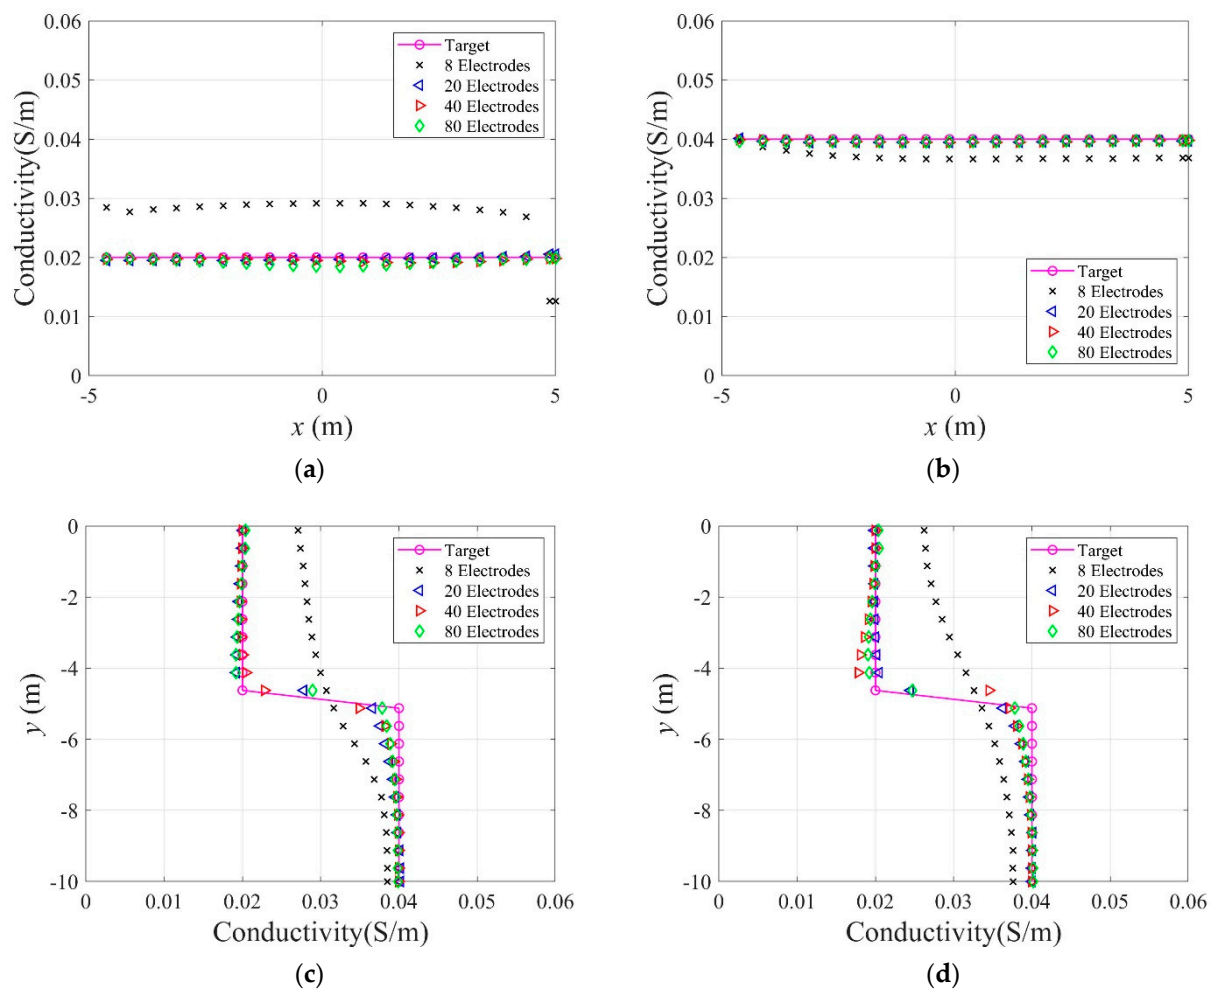 0.06
0.05
0.04
0.03
0.02
0.01
0
-5
0
5
Conductivity(S/m)
x (m)
Target
8 Electrodes
20 Electrodes
40 Electrodes
80 Electrodes
(a)
0.06
0.05
0.04
0.03
0.02
0.01
0
-5
0
5
Conductivity(S/m)
x (m)
Target
8 Electrodes
20 Electrodes
40 Electrodes
80 Electrodes
(b)
0
-2
-4
-6
-8
-10
y (m)
Target
8 Electrodes
20 Electrodes
40 Electrodes
80 Electrodes
0
0.01
0.02
0.03
0.04
0.05
0.06
Conductivity(S/m)
(c)
0
-2
-4
-6
-8
-10
y (m)
Target
8 Electrodes
20 Electrodes
40 Electrodes
80 Electrodes
0
0.01
0.02
0.03
0.04
0.05
0.06
Conductivity(S/m)
(d)